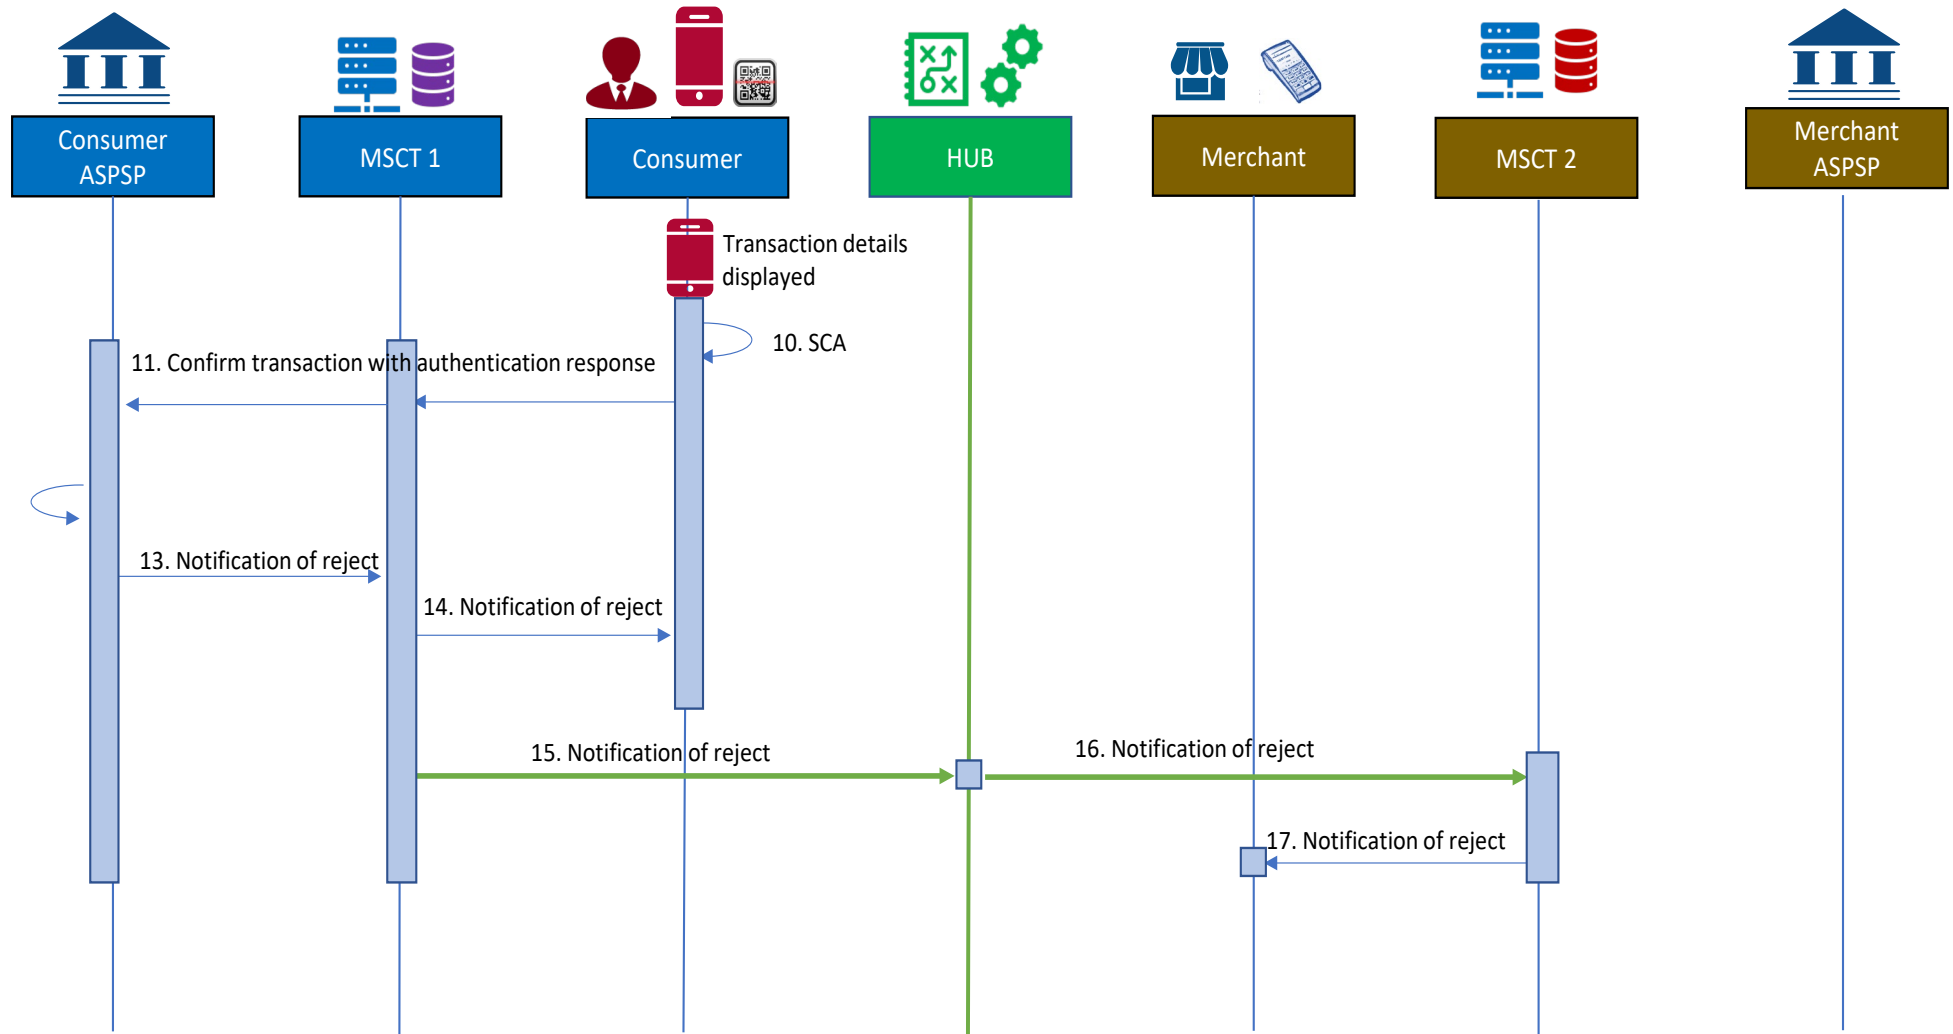 Consumer
ASPSP
MSCT 1
Consumer
HUB
Merchant
MSCT 2
Merchant
ASPSP
Transaction details
displayed
10. SCA
11. Confirm transaction with authentication response
13. Notification of reject
14. Notification of reject
15. Notification of reject
16. Notification of reject
17. Notification of reject